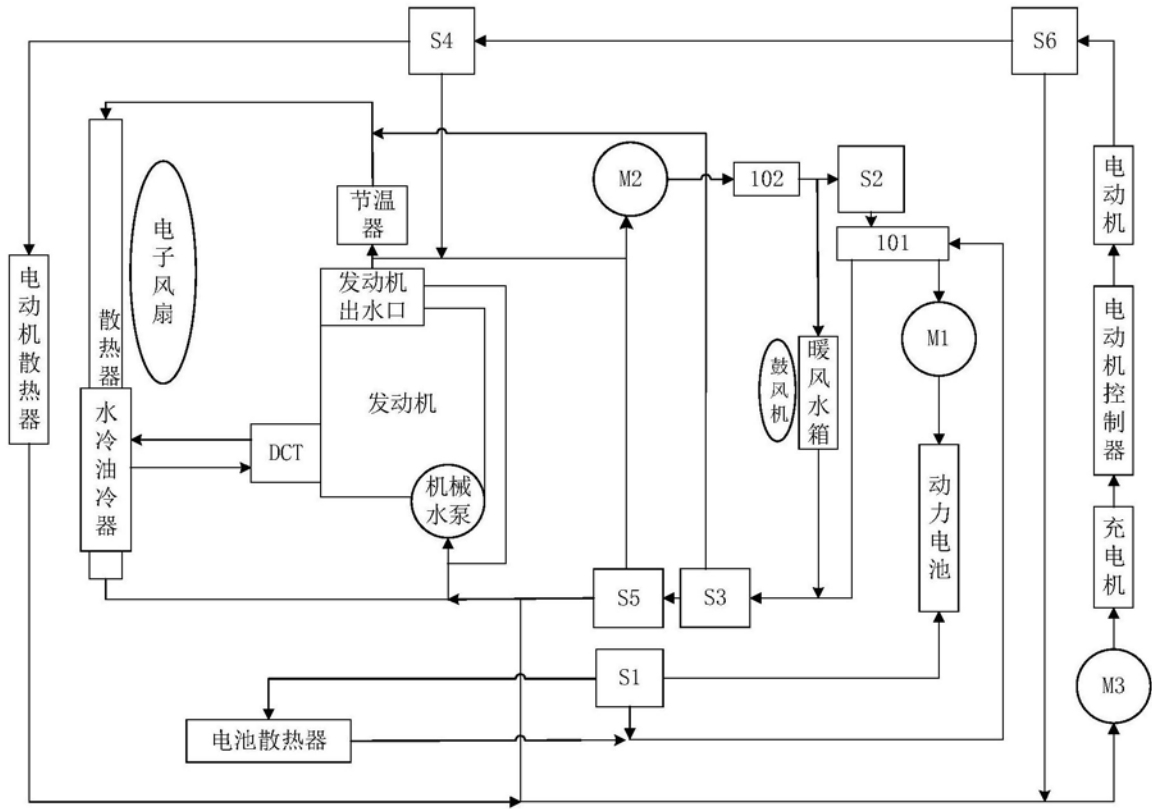 S4
S6
M2
102
S2
101
节温器
电子风扇
散热器
电动机散热器
发动机出水口
发动机
水冷油冷器
DCT
机械水泵
鼓风机
暖风水箱
M1
动力电池
电动机
电动机控制器
充电机
S5
S3
S1
M3
电池散热器